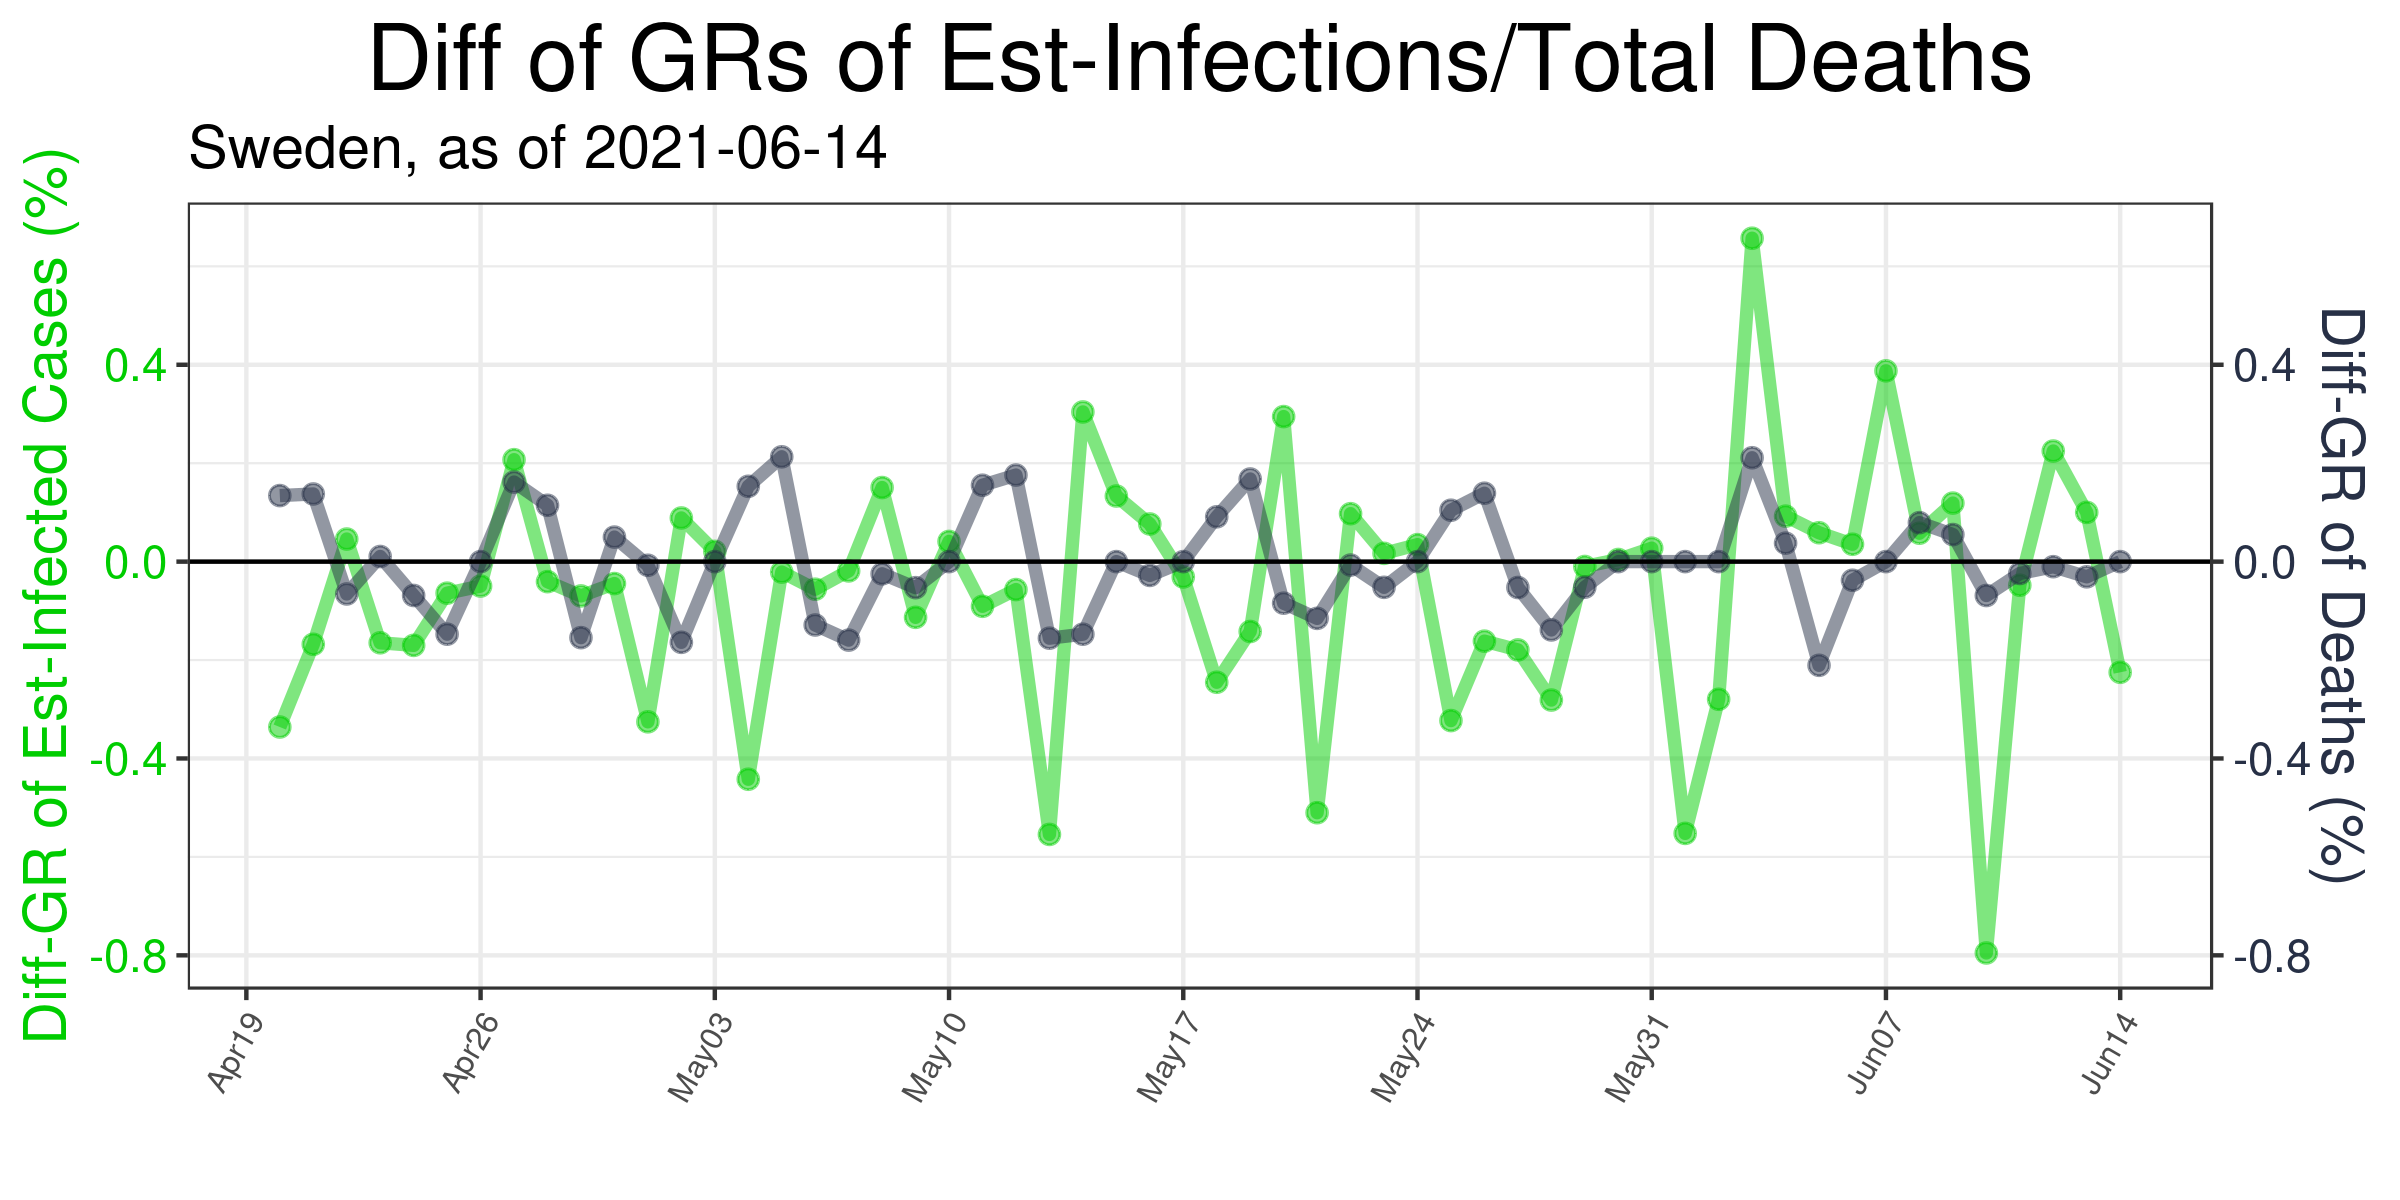 Diff of GRs of Est-Infections/Total Deaths
Sweden, as of 2021-06-14
Diff-GR of Est-Infected Cases (%)
0.4
0.0
-0.4
-0.8
0.4
0.0
-0.4
-0.8
Diff-GR of Deaths (%)
Apr19
Apr26
May03
May10
May17
May24
May31
Jun07
Jun14